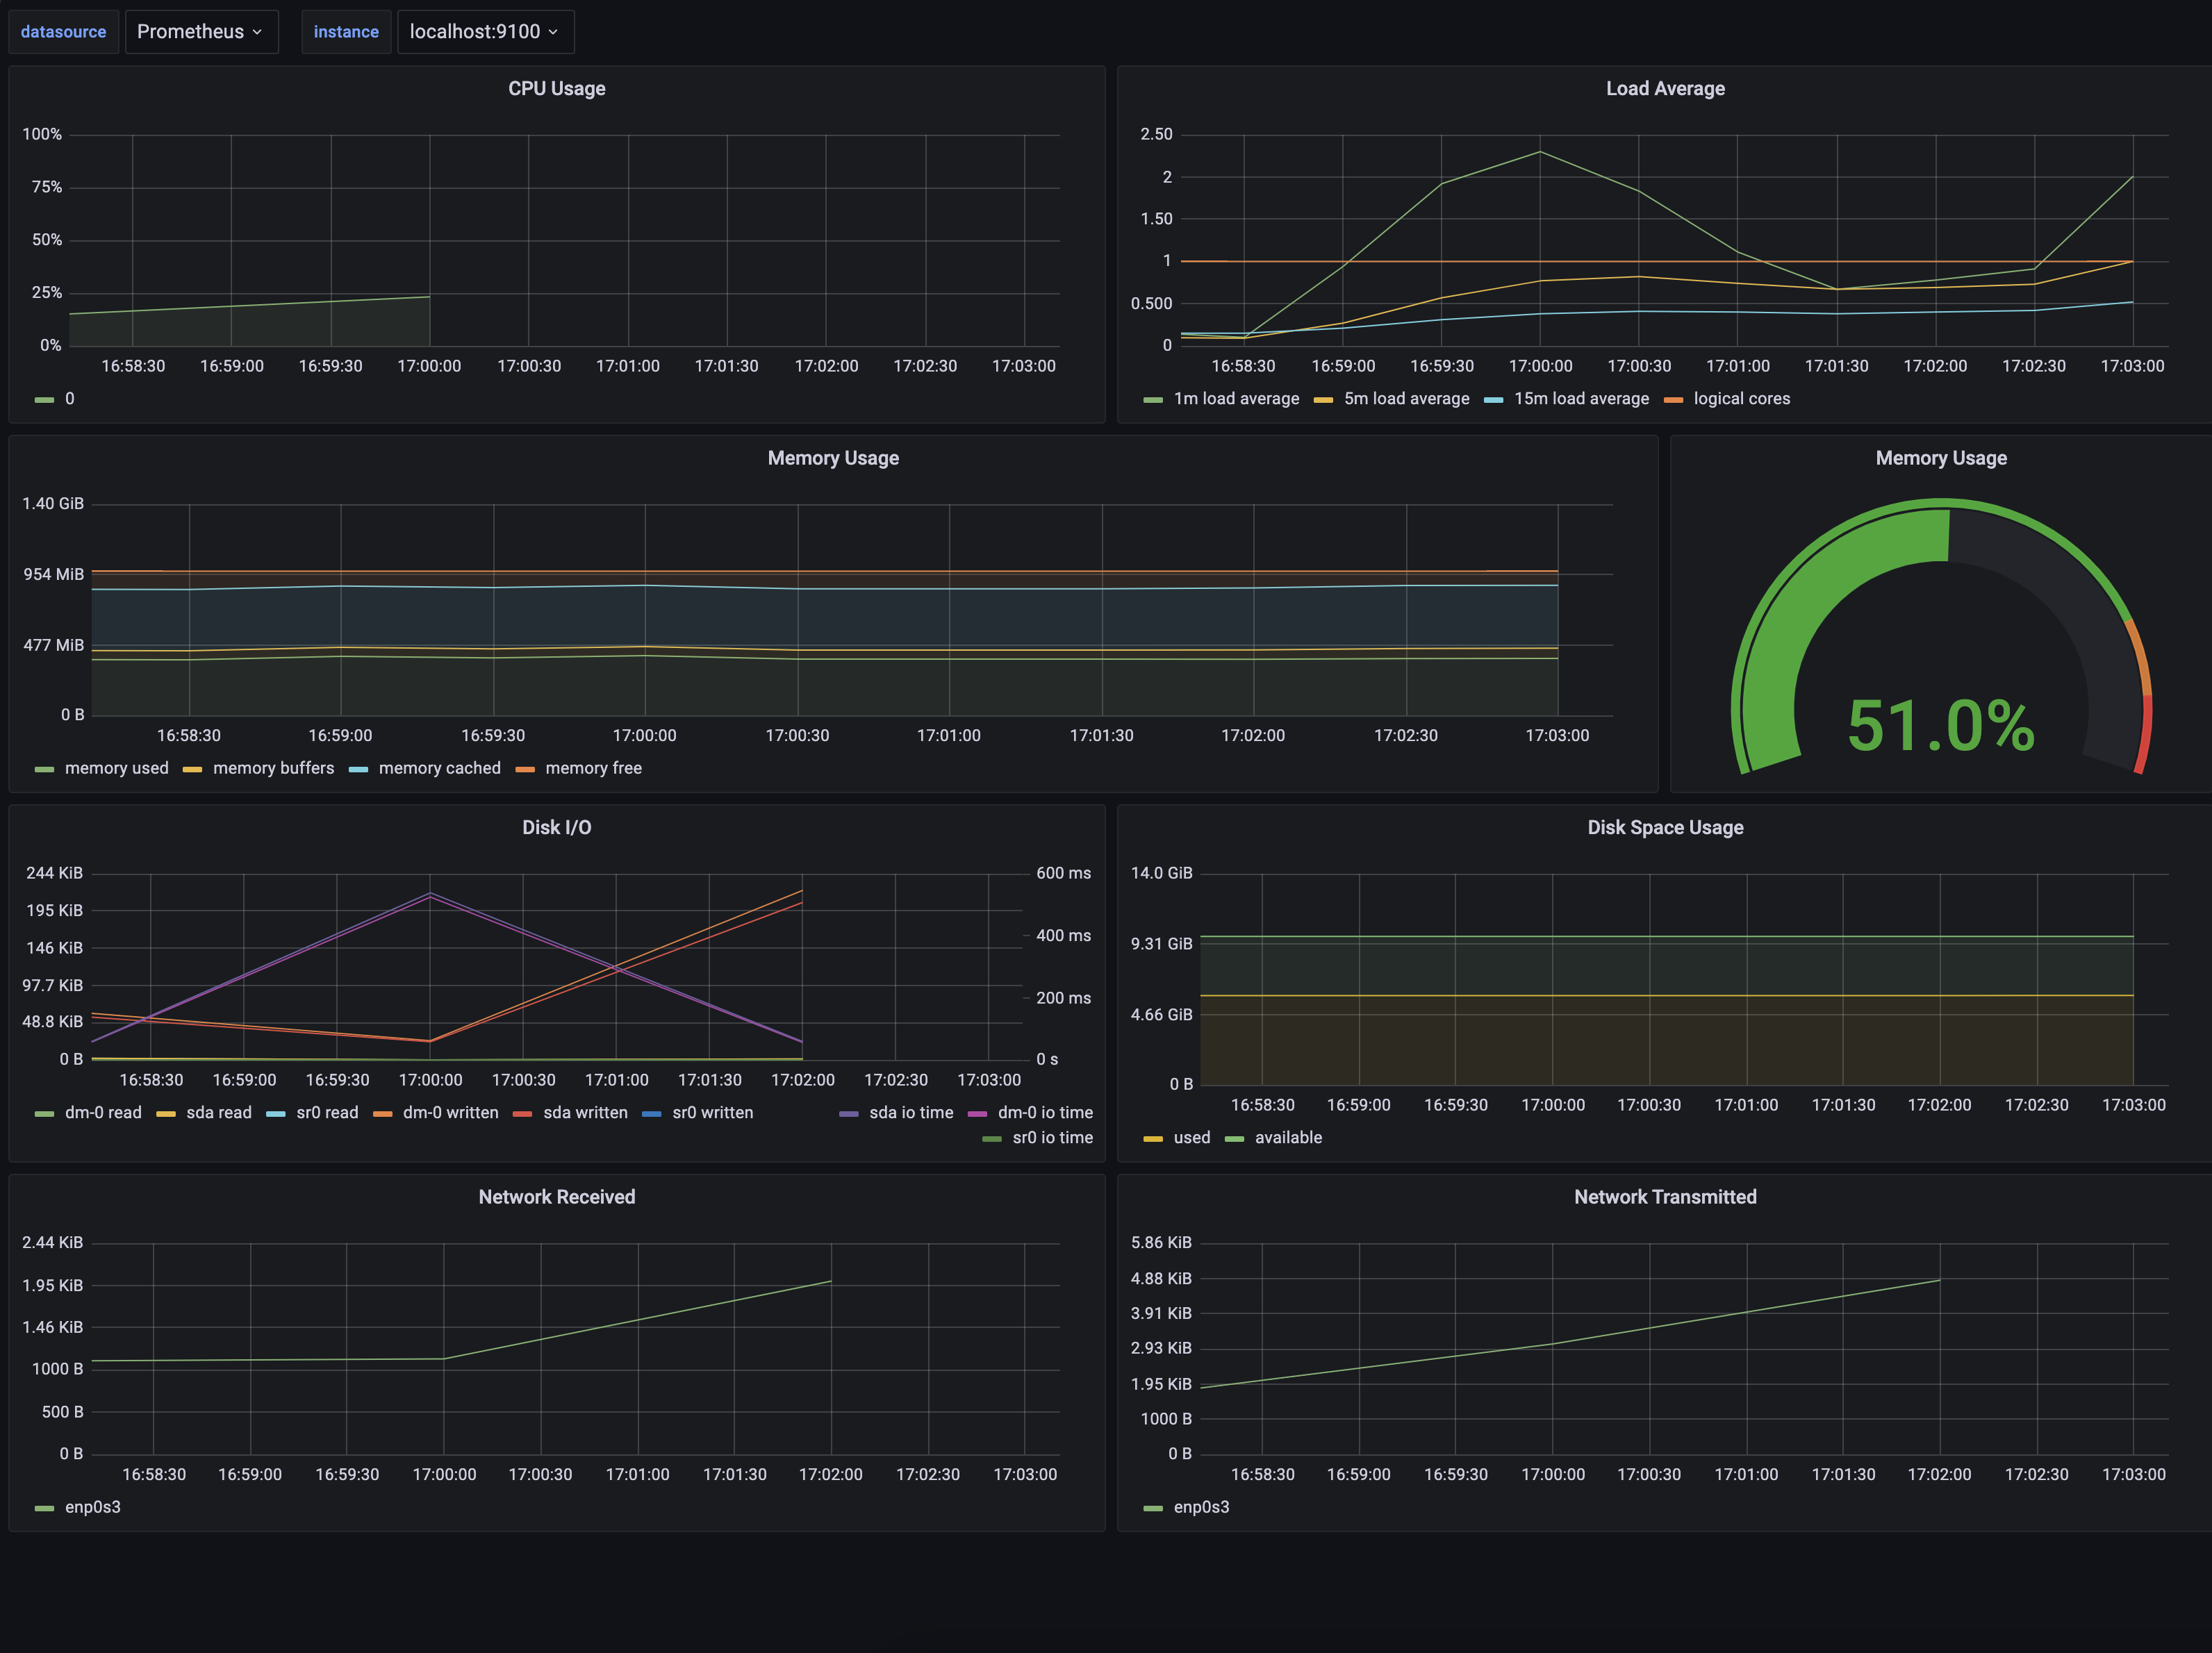 datasource Prometheus instance localhost:9100
CPU Usage
100%
75%
50%
25%
0%
16:58:30 16:59:00 16:59:30 17:00:00 17:00:30 17:01:00 17:01:30 17:02:00 17:02:30 17:03:00
0
Load Average
2.50
2
1.50
1
0.500
0
16:58:30 16:59:00 16:59:30 17:00:00 17:00:30 17:01:00 17:01:30 17:02:00 17:02:30 17:03:00
1m load average 5m load average 15m load average logical cores
Memory Usage
1.40 GiB
954 MiB
477 MiB
0 B
16:58:30 16:59:00 16:59:30 17:00:00 17:00:30 17:01:00 17:01:30 17:02:00 17:02:30 17:03:00
memory used memory buffers memory cached memory free
Memory Usage
51.0%
Disk I/O
244 KiB
195 KiB
146 KiB
97.7 KiB
48.8 KiB
0 B
600 ms
400 ms
200 ms
0 s
16:58:30 16:59:00 16:59:30 17:00:00 17:00:30 17:01:00 17:01:30 17:02:00 17:02:30 17:03:00
dm-0 read sda read sr0 read dm-0 written sda written sr0 written sda io time dm-0 io time
sr0 io time
Disk Space Usage
14.0 GiB
9.31 GiB
4.66 GiB
0 B
16:58:30 16:59:00 16:59:30 17:00:00 17:00:30 17:01:00 17:01:30 17:02:00 17:02:30 17:03:00
used available
Network Received
2.44 KiB
1.95 KiB
1.46 KiB
1000 B
500 B
0 B
16:58:30 16:59:00 16:59:30 17:00:00 17:00:30 17:01:00 17:01:30 17:02:00 17:02:30 17:03:00
enp0s3
Network Transmitted
5.86 KiB
4.88 KiB
3.91 KiB
2.93 KiB
1.95 KiB
1000 B
0 B
16:58:30 16:59:00 16:59:30 17:00:00 17:00:30 17:01:00 17:01:30 17:02:00 17:02:30 17:03:00
enp0s3